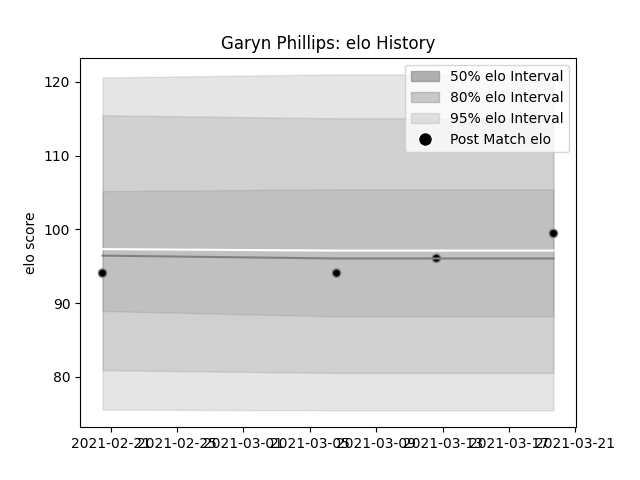 Garyn Phillips: elo History
120
110
100
90
80
elo score
50% elo Interval
80% elo Interval
95% elo Interval
Post Match elo
2021-02-21
2021-02-25
2021-03-01
2021-03-05
2021-03-09
2021-03-13
2021-03-17
2021-03-21